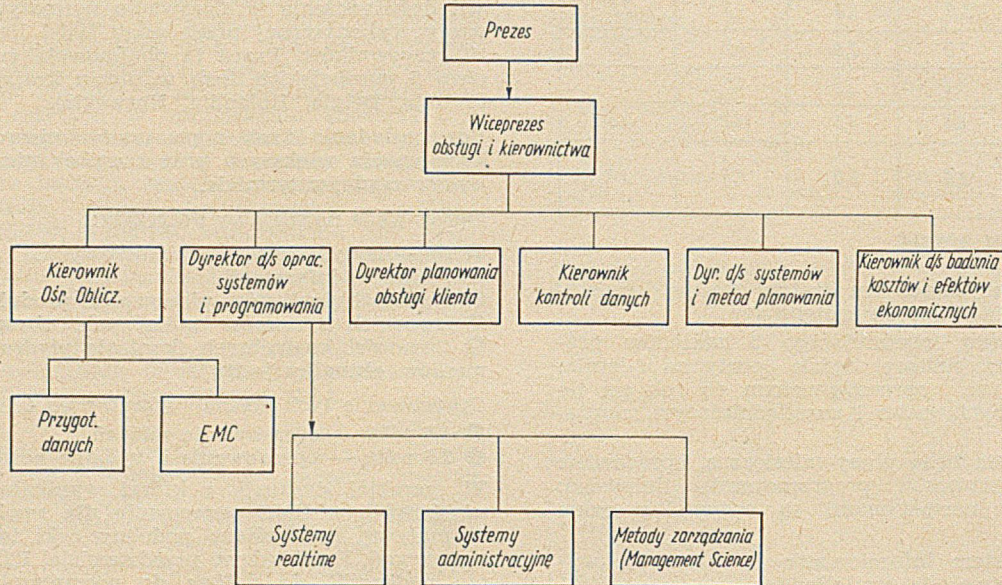 Prezes
Wiceprezes
obsługi i kierownictwa
Kierownik
Ośr. Oblicz.
Dyrektor d/s oprac.
systemów
i programowania
Dyrektor planowania
obsługi klienta
Kierownik
kontroli danych
Dyr. d/s systemów
i metod planowania
Kierownik d/s badania
kosztów i efektów
ekonomicznych
Przygot.
danych
EMC
Systemy
realtime
Systemy
administracyjne
Metody zarządzania
(Management Science)